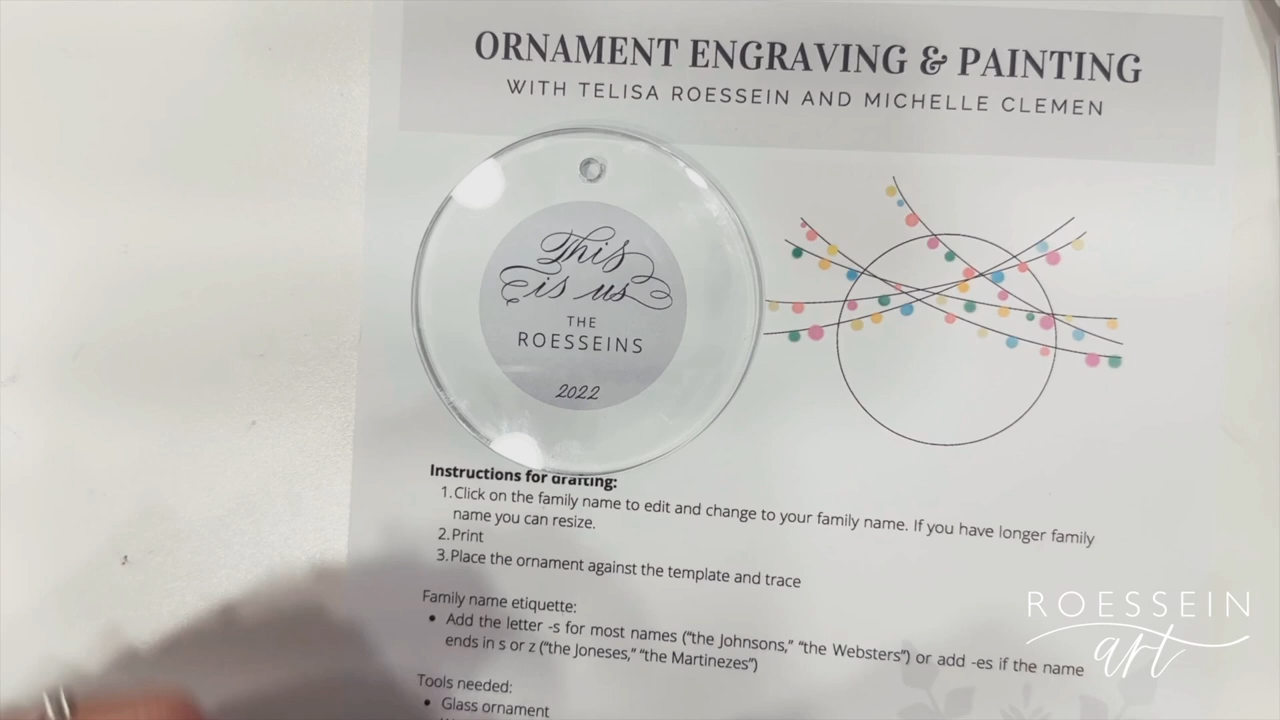 ORNAMENT ENGRAVING & PAINTING
WITH TELISA ROESSEIN AND MICHELLE CLEMEN
This
is us
THE
ROESSEINS
2022
Instructions for drafting:
1. Click on the family name to edit and change to your family name. If you have longer family
name you can resize.
2. Print
3. Place the ornament against the template and trace
Family name etiquette:
• Add the letter -s for most names (“the Johnsons,” “the Websters”) or add -es if the name
ends in s or z (“the Joneses,” “the Martinezes”)
Tools needed:
• Glass ornament
ROESSEIN
art